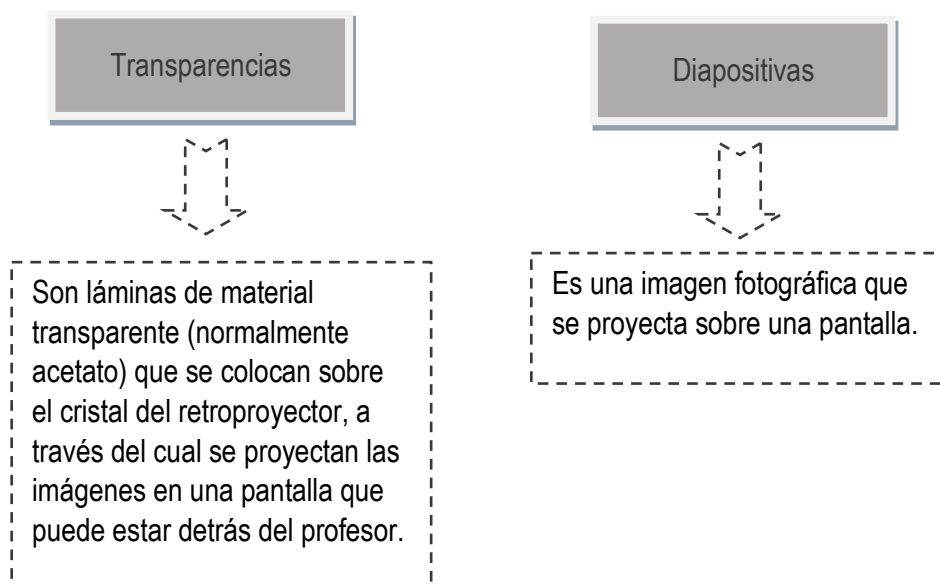 Transparencias
Son láminas de material
transparente (normalmente
acetato) que se colocan sobre
el cristal del retroproyector, a
través del cual se proyectan las
imágenes en una pantalla que
puede estar detrás del profesor.
Diapositivas
Es una imagen fotográfica que
se proyecta sobre una pantalla.